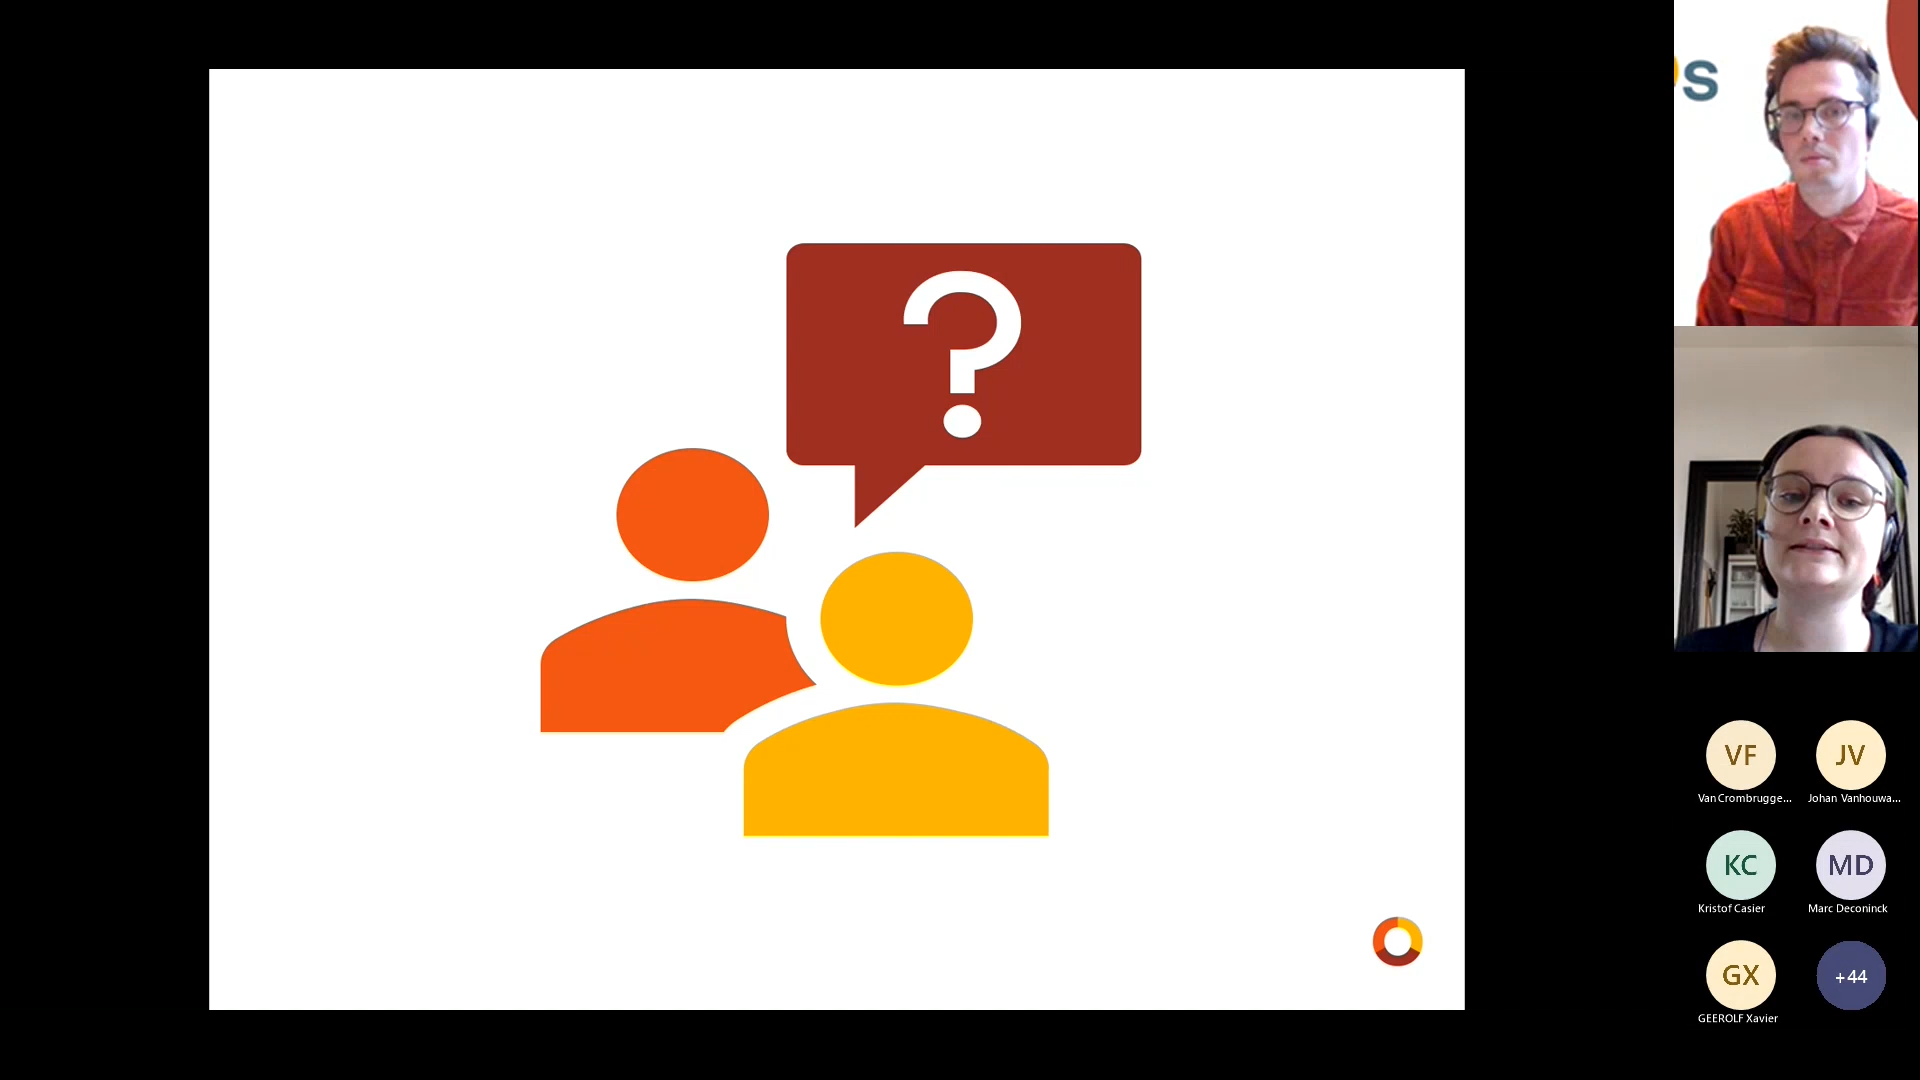 ?
s
VF
JV
Van Crombrugge...
Johan Vanhouwa...
KC
MD
Kristof Casier
Marc Deconinck
GX
+44
GEEROLF Xavier